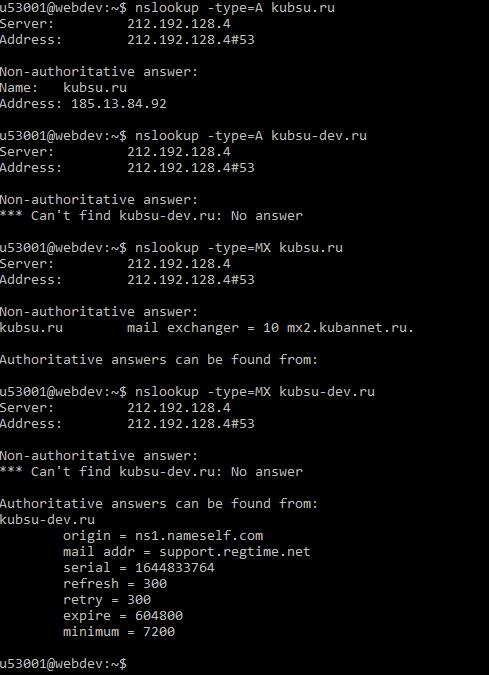 u53001@webdev:~$ nslookup -type=A kubsu.ru
Server:         212.192.128.4
Address:        212.192.128.4#53

Non-authoritative answer:
Name:   kubsu.ru
Address: 185.13.84.92

u53001@webdev:~$ nslookup -type=A kubsu-dev.ru
Server:         212.192.128.4
Address:        212.192.128.4#53

Non-authoritative answer:
*** Can't find kubsu-dev.ru: No answer

u53001@webdev:~$ nslookup -type=MX kubsu.ru
Server:         212.192.128.4
Address:        212.192.128.4#53

Non-authoritative answer:
kubsu.ru        mail exchanger = 10 mx2.kubannet.ru.

Authoritative answers can be found from:

u53001@webdev:~$ nslookup -type=MX kubsu-dev.ru
Server:         212.192.128.4
Address:        212.192.128.4#53

Non-authoritative answer:
*** Can't find kubsu-dev.ru: No answer

Authoritative answers can be found from:
kubsu-dev.ru
        origin = ns1.nameself.com
        mail addr = support.regtime.net
        serial = 1644833764
        refresh = 300
        retry = 300
        expire = 604800
        minimum = 7200

u53001@webdev:~$